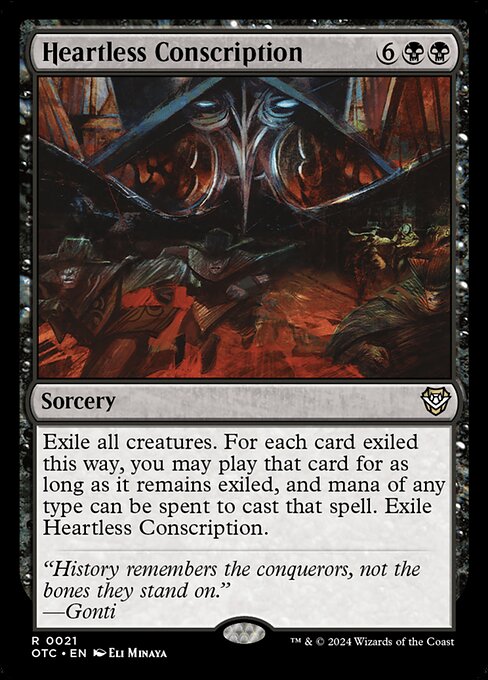 Heartless Conscription 6
Sorcery
Exile all creatures. For each card exiled
this way, you may play that card for as
long as it remains exiled, and mana of any
type can be spent to cast that spell. Exile
Heartless Conscription.
“History remembers the conquerors, not the
bones they stand on.”
—Gonti
R 0021
OTC • EN Eli Minaya
™ & © 2024 Wizards of the Coast